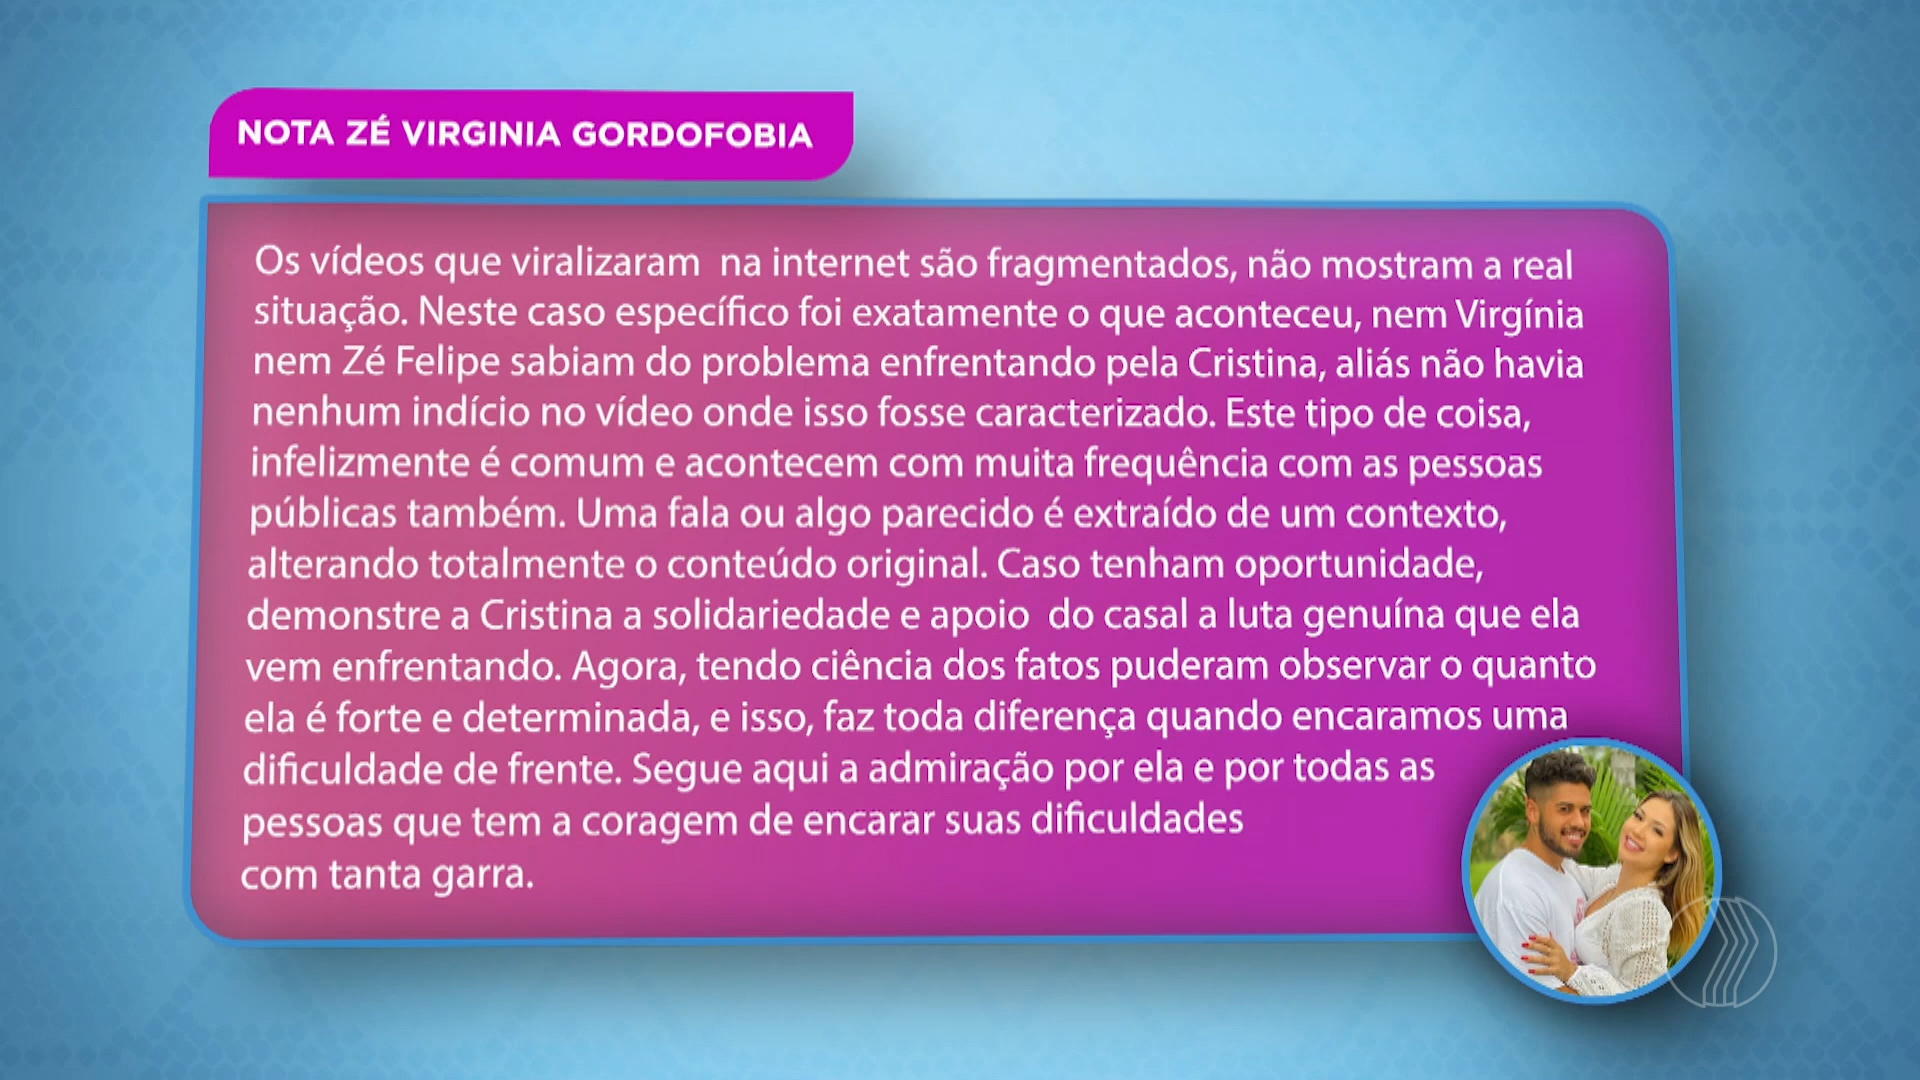 NOTA ZÉ VIRGINIA GORDOFOBIA
Os vídeos que viralizaram na internet são fragmentados, não mostram a real
situação. Neste caso específico foi exatamente o que aconteceu, nem Virgínia
nem Zé Felipe sabiam do problema enfrentando pela Cristina, aliás não havia
nenhum indício no vídeo onde isso fosse caracterizado. Este tipo de coisa,
infelizmente é comum e acontecem com muita frequência com as pessoas
públicas também. Uma fala ou algo parecido é extraído de um contexto,
alterando totalmente o conteúdo original. Caso tenham oportunidade,
demonstre a Cristina a solidariedade e apoio do casal a luta genuína que ela
vem enfrentando. Agora, tendo ciência dos fatos puderam observar o quanto
ela é forte e determinada, e isso, faz toda diferença quando encaramos uma
dificuldade de frente. Segue aqui a admiração por ela e por todas as
pessoas que tem a coragem de encarar suas dificuldades
com tanta garra.